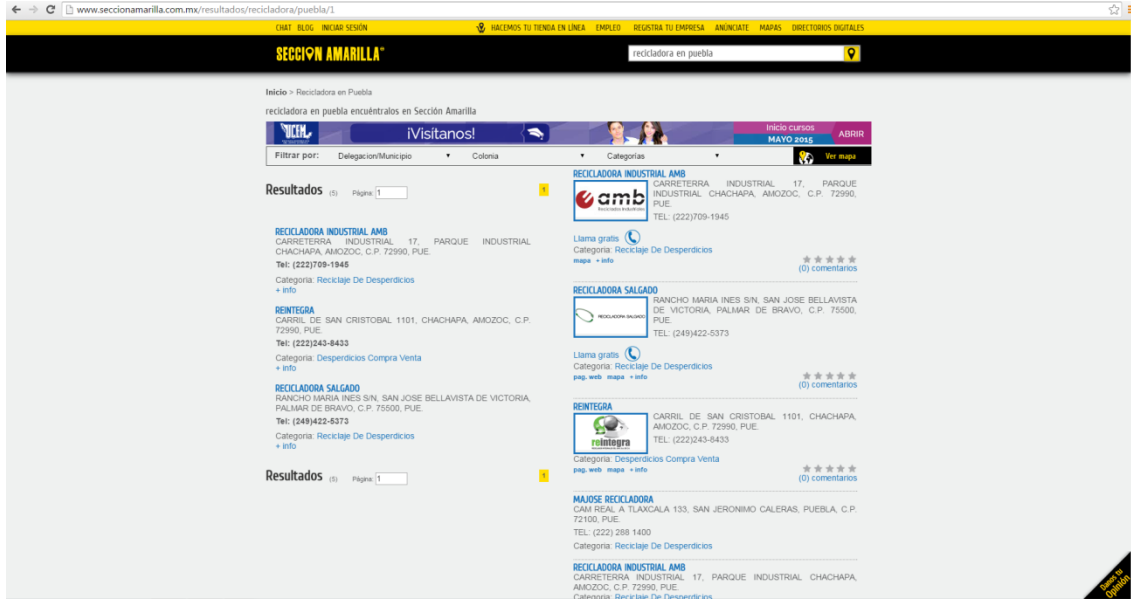 www.seccionamarilla.com.mx/resultados/recicladora/puebla/1
CHAT BLOG INICIAR SESIÓN HACEMOS TU TIENDA EN LÍNEA EMPLEO REGISTRA TU EMPRESA ANÚNCIATE MAPAS DIRECTORIOS DIGITALES
SECCIÓN AMARILLA
recicladora en puebla
Inicio > Recicladora en Puebla
recicladora en puebla encuéntralos en Sección Amarilla
UCEM
¡Visítanos!
Inicio cursos
MAYO 2015
ABRIR
Filtrar por: Delegacion/Municipio Colonia Categorías Ver mapa
Resultados (5) Página: 1
1
RECICLADORA INDUSTRIAL AMB
CARRETERRA INDUSTRIAL 17, PARQUE INDUSTRIAL
CHACHAPA, AMOZOC, C.P. 72990, PUE.
Tel: (222)709-1945
Categoria: Reciclaje De Desperdicios
+ info
REINTEGRA
CARRIL DE SAN CRISTOBAL 1101, CHACHAPA, AMOZOC, C.P.
72990, PUE.
Tel: (222)243-8433
Categoria: Desperdicios Compra Venta
+ info
RECICLADORA SALGADO
RANCHO MARIA INES S/N, SAN JOSE BELLAVISTA DE VICTORIA,
PALMAR DE BRAVO, C.P. 75500, PUE.
Tel: (249)422-5373
Categoria: Reciclaje De Desperdicios
+ info
Resultados (5) Página: 1
1
RECICLADORA INDUSTRIAL AMB
amb
CARRETERRA INDUSTRIAL 17, PARQUE
INDUSTRIAL CHACHAPA, AMOZOC, C.P. 72990,
PUE.
TEL: (222)709-1945
Llama gratis
Categoria: Reciclaje De Desperdicios
mapa + info
(0) comentarios
RECICLADORA SALGADO
RECICLADORA SALGADO
RANCHO MARIA INES S/N, SAN JOSE BELLAVISTA
DE VICTORIA, PALMAR DE BRAVO, C.P. 75500,
PUE.
TEL: (249)422-5373
Llama gratis
Categoria: Reciclaje De Desperdicios
pag. web mapa + info
(0) comentarios
REINTEGRA
reintegra
CARRIL DE SAN CRISTOBAL 1101, CHACHAPA,
AMOZOC, C.P. 72990, PUE.
TEL: (222)243-8433
Categoria: Desperdicios Compra Venta
pag. web mapa + info
(0) comentarios
MAJOSE RECICLADORA
CAM REAL A TLAXCALA 133, SAN JERONIMO CALERAS, PUEBLA, C.P.
72100, PUE.
TEL: (222) 288 1400
Categoria: Reciclaje De Desperdicios
RECICLADORA INDUSTRIAL AMB
CARRETERRA INDUSTRIAL 17, PARQUE INDUSTRIAL CHACHAPA,
AMOZOC, C.P. 72990, PUE.
Categoria: Reciclaje De Desperdicios
Danos tu
Opinión